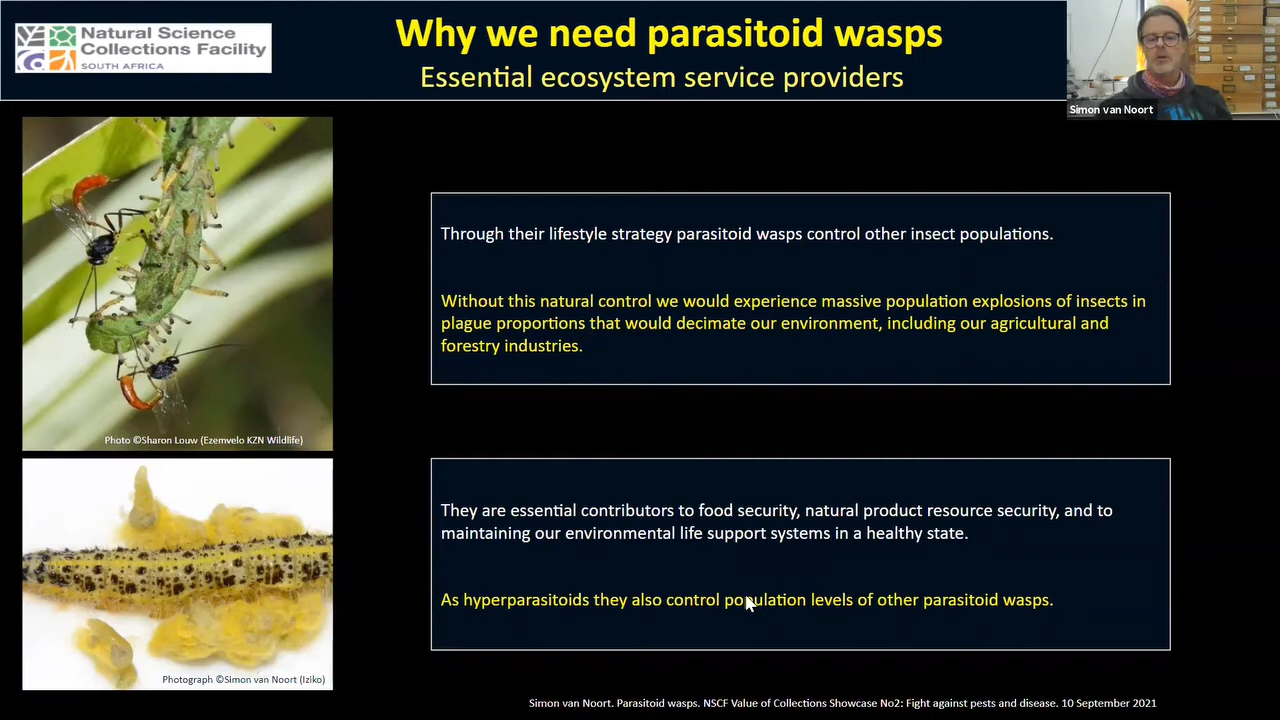 Natural Science
Collections Facility
SOUTH AFRICA
Why we need parasitoid wasps
Essential ecosystem service providers
Simon van Noort
Photo ©Sharon Louw (Ezemvelo KZN Wildlife)
Through their lifestyle strategy parasitoid wasps control other insect populations.
Without this natural control we would experience massive population explosions of insects in
plague proportions that would decimate our environment, including our agricultural and
forestry industries.
Photograph ©Simon van Noort (Iziko)
They are essential contributors to food security, natural product resource security, and to
maintaining our environmental life support systems in a healthy state.
As hyperparasitoids they also control population levels of other parasitoid wasps.
Simon van Noort. Parasitoid wasps. NSCF Value of Collections Showcase No2: Fight against pests and disease. 10 September 2021